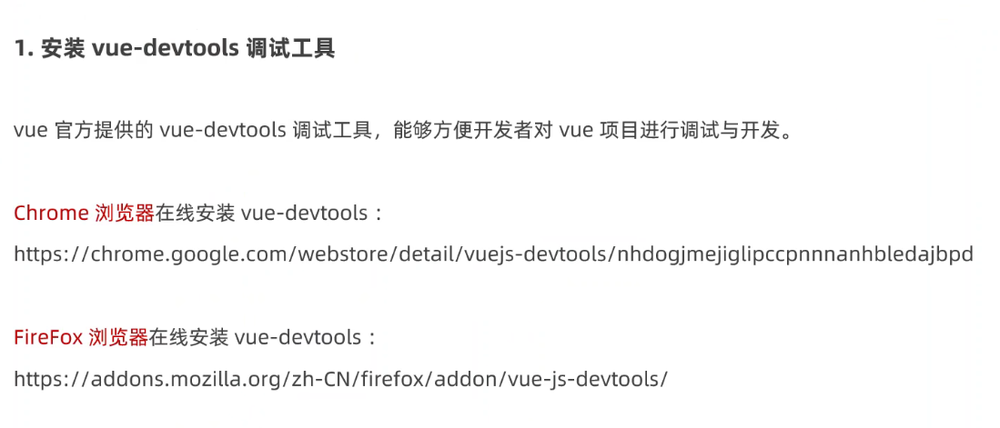 1. 安装 vue-devtools 调试工具
vue 官方提供的 vue-devtools 调试工具，能够方便开发者对 vue 项目进行调试与开发。
Chrome 浏览器在线安装 vue-devtools：
https://chrome.google.com/webstore/detail/vuejs-devtools/nhdogjmejiglipccpnnnanhbledajbpd
FireFox 浏览器在线安装 vue-devtools：
https://addons.mozilla.org/zh-CN/firefox/addon/vue-js-devtools/